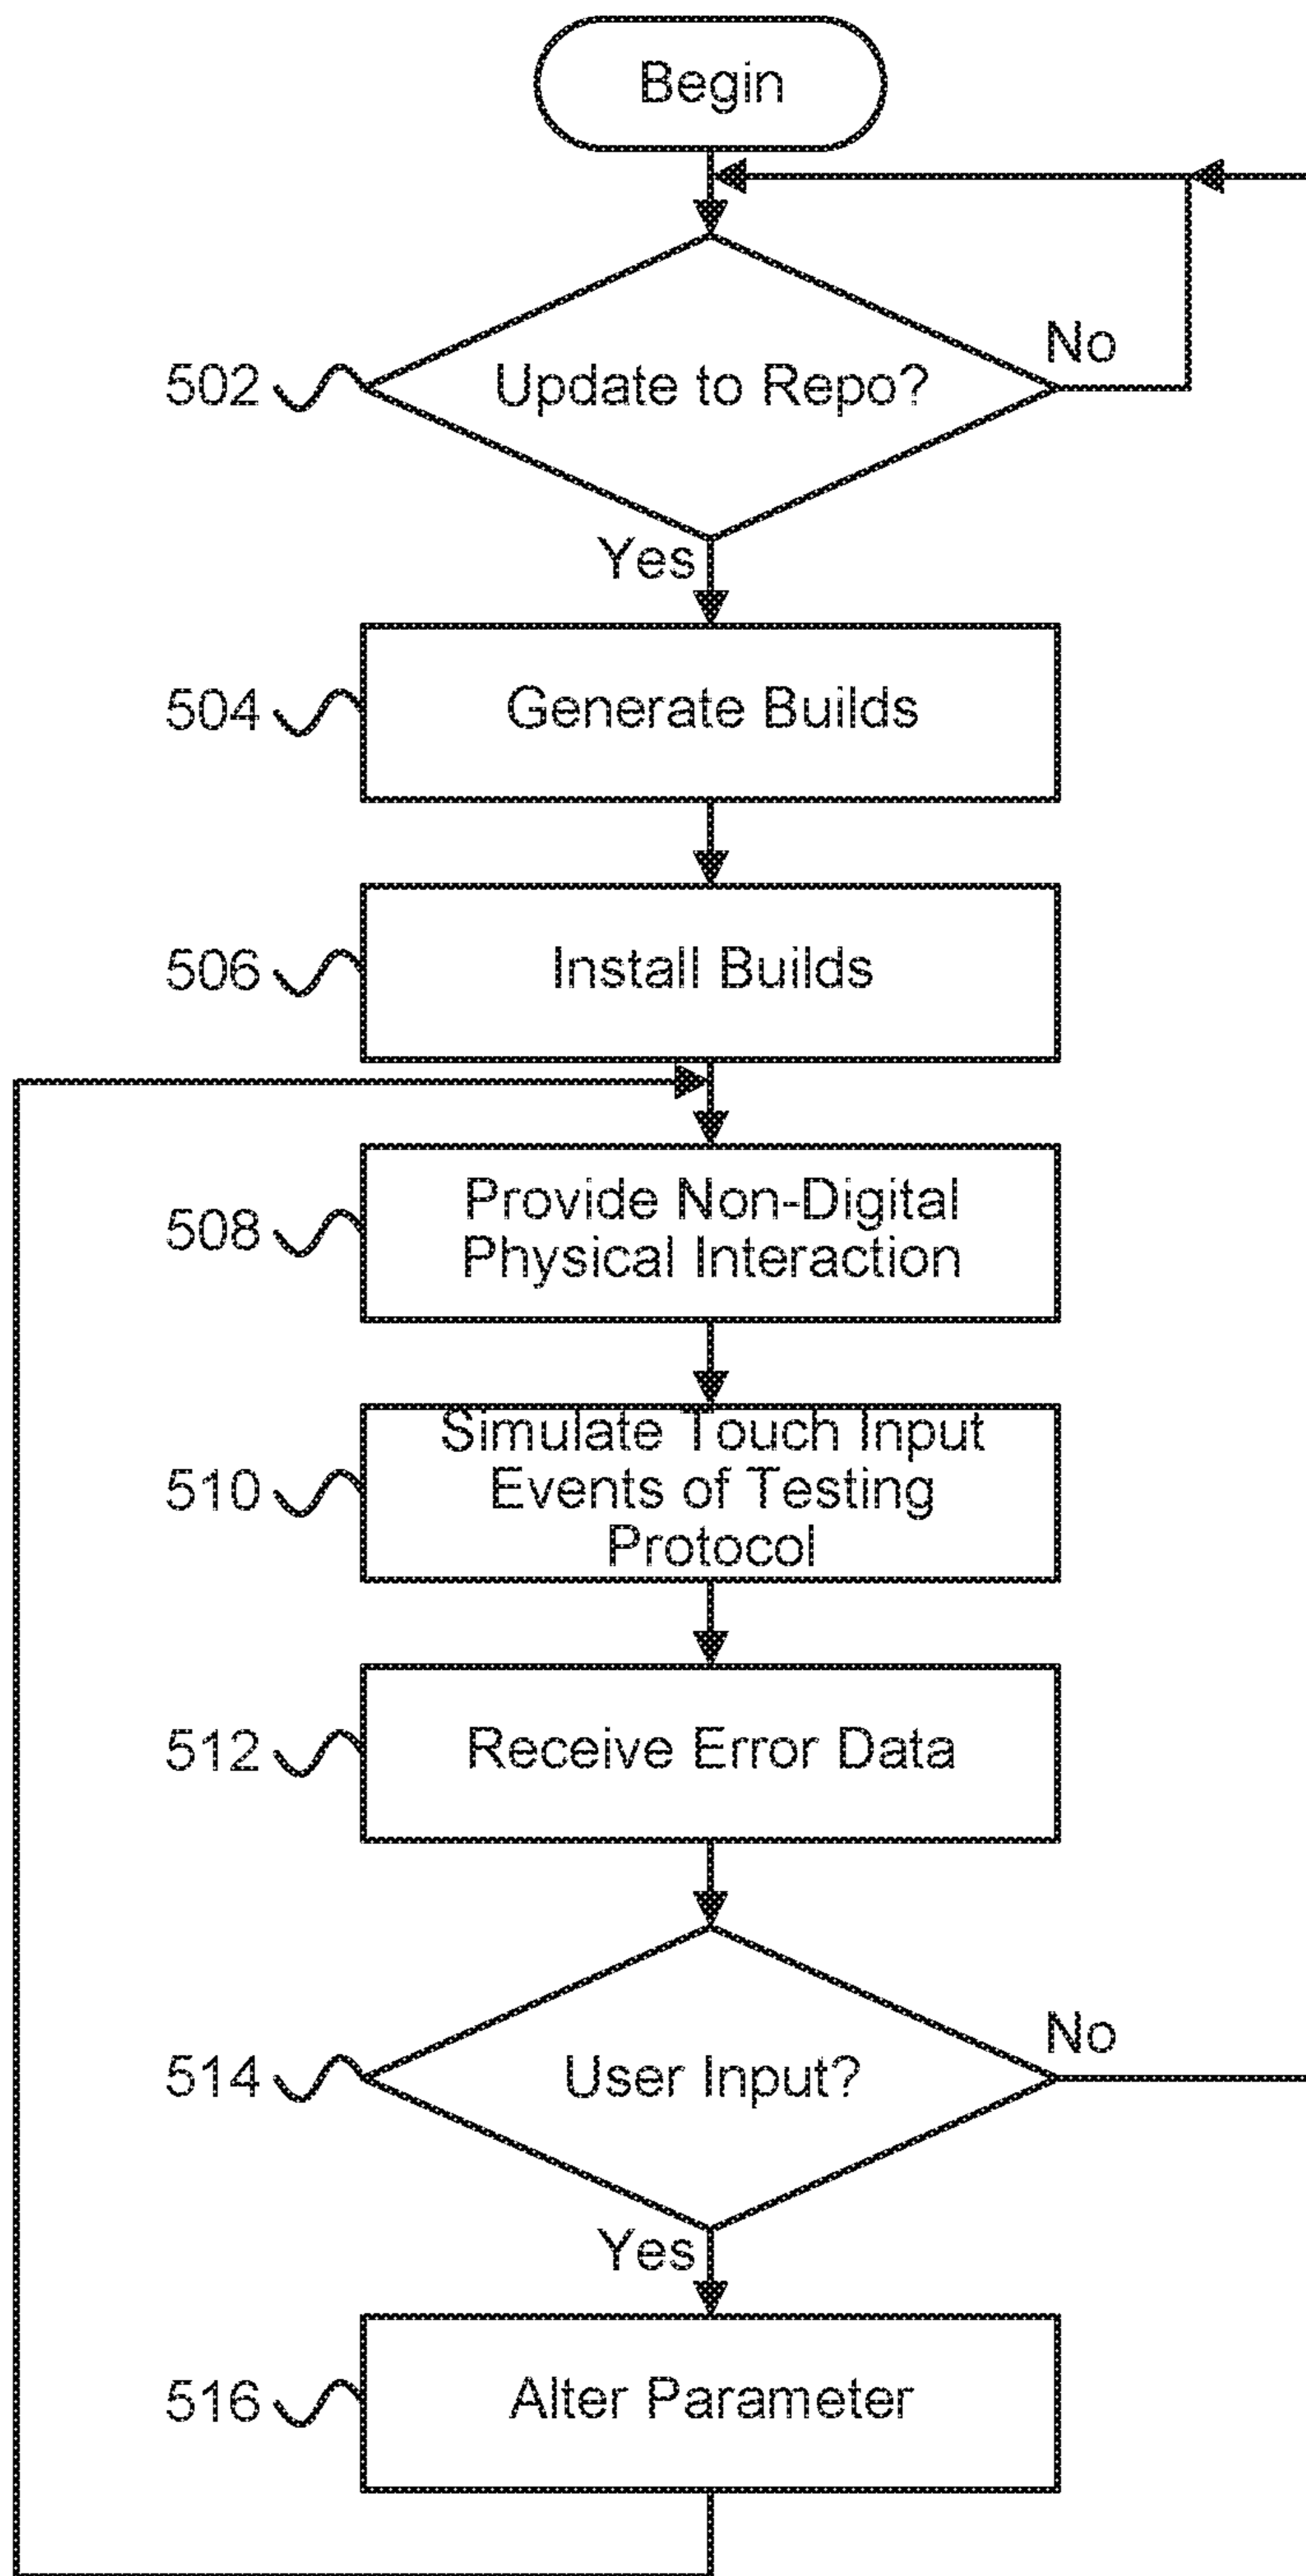 Begin
No
502
Update to Repo?
Yes
504
Generate Builds
506
Install Builds
508
Provide Non-Digital
Physical Interaction
510
Simulate Touch Input
Events of Testing
Protocol
512
Receive Error Data
No
514
User Input?
Yes
516
Alter Parameter